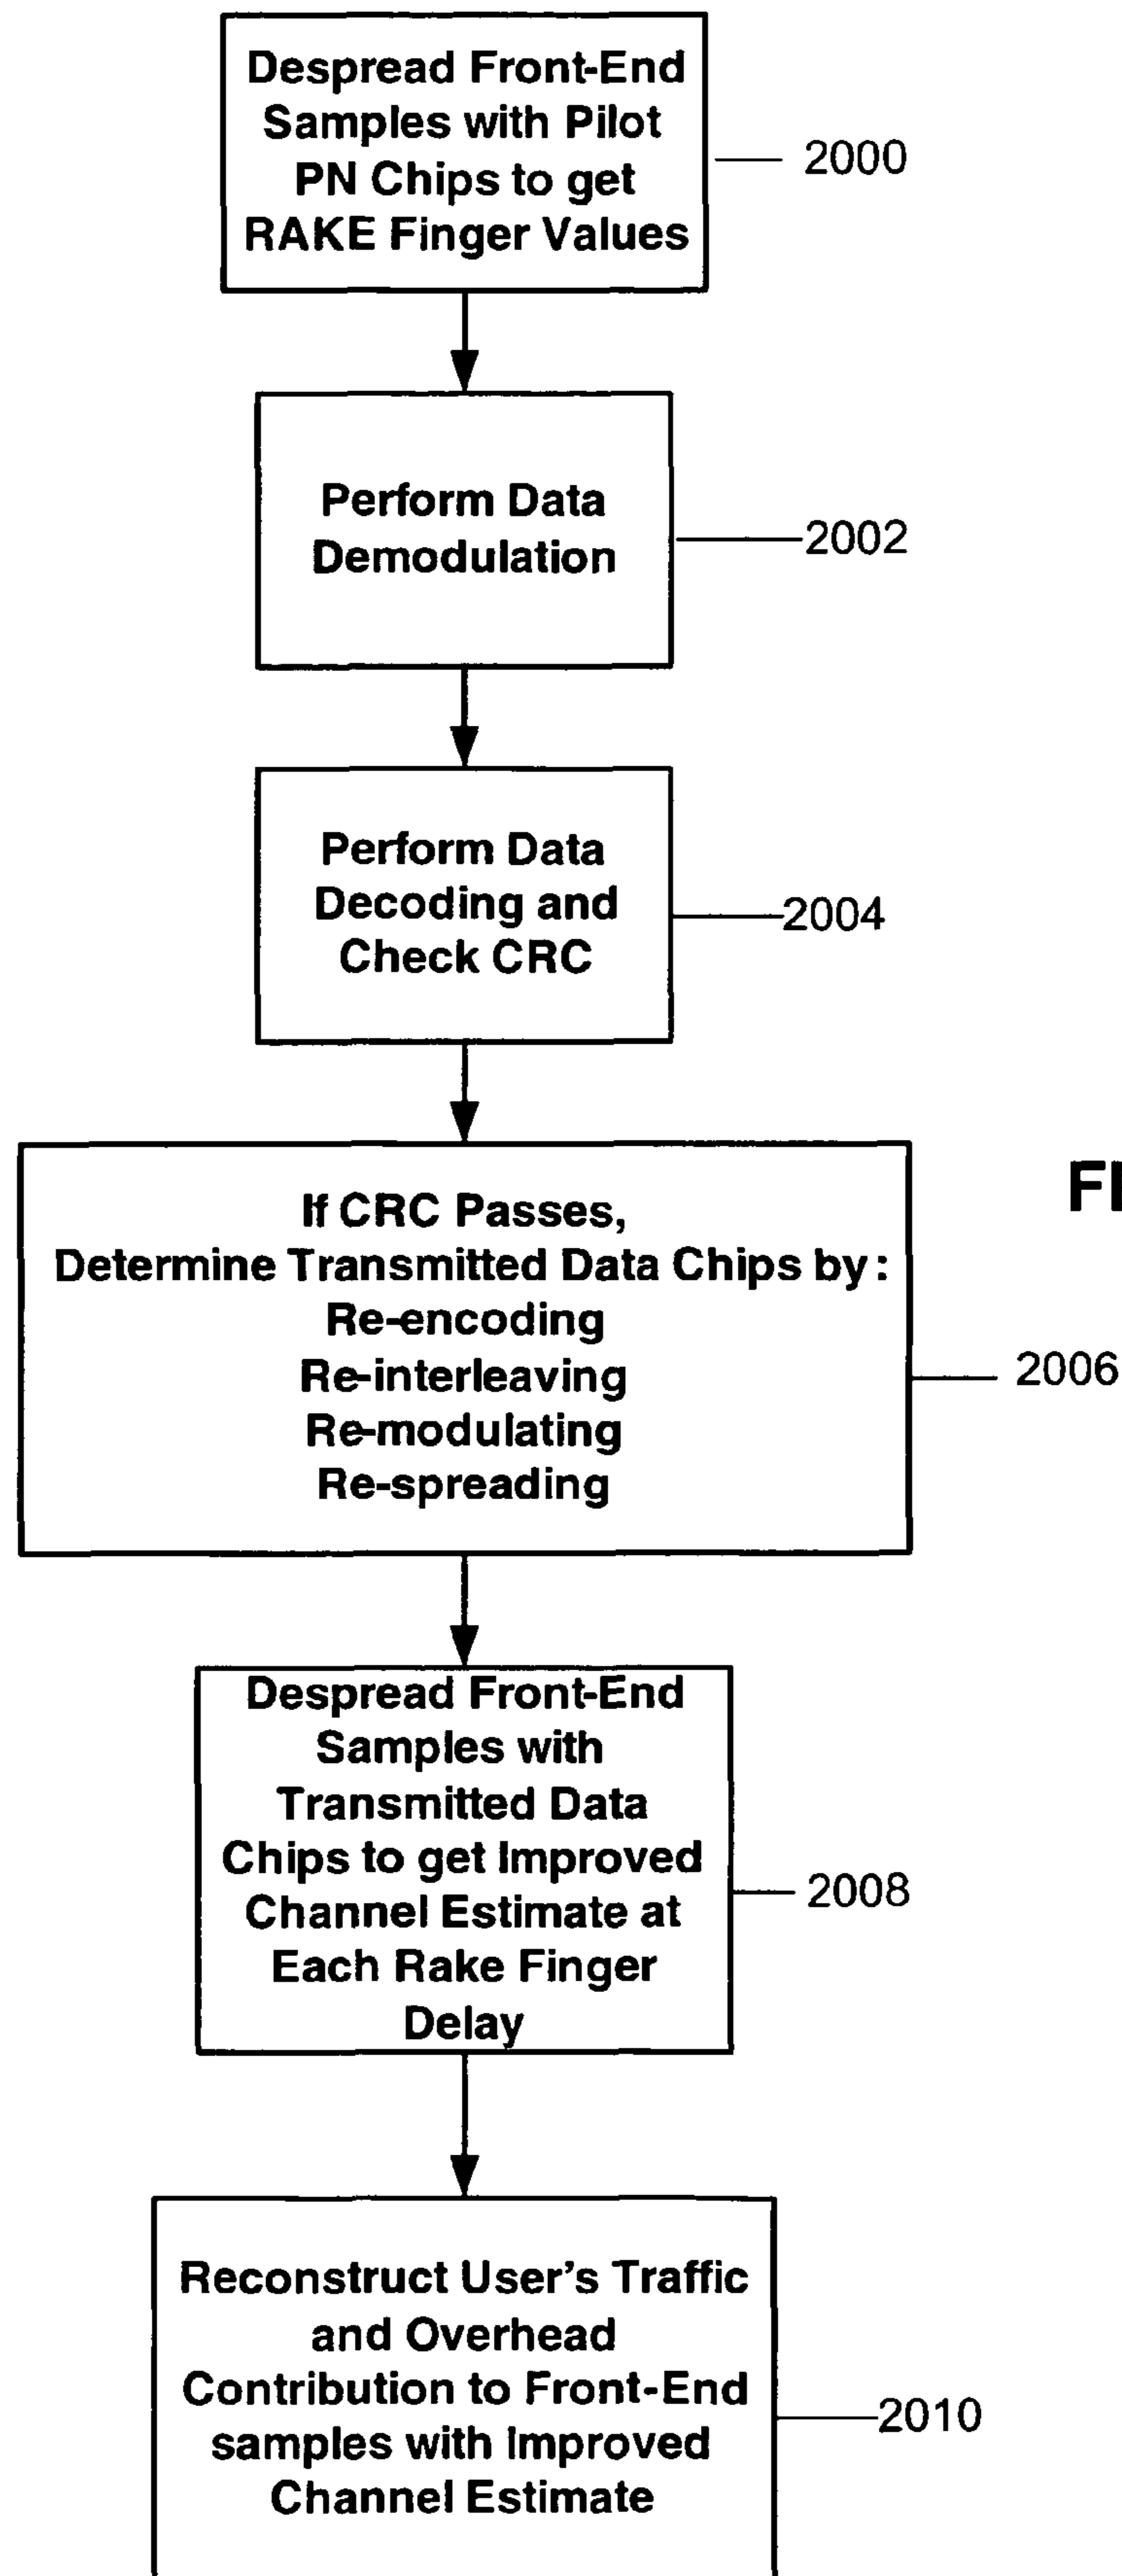 Despread Front-End
Samples with Pilot
PN Chips to get
RAKE Finger Values
2000
Perform Data
Demodulation
2002
Perform Data
Decoding and
Check CRC
2004
If CRC Passes,
Determine Transmitted Data Chips by:
Re-encoding
Re-interleaving
Re-modulating
Re-spreading
2006
Despread Front-End
Samples with
Transmitted Data
Chips to get Improved
Channel Estimate at
Each Rake Finger
Delay
2008
Reconstruct User's Traffic
and Overhead
Contribution to Front-End
samples with Improved
Channel Estimate
2010